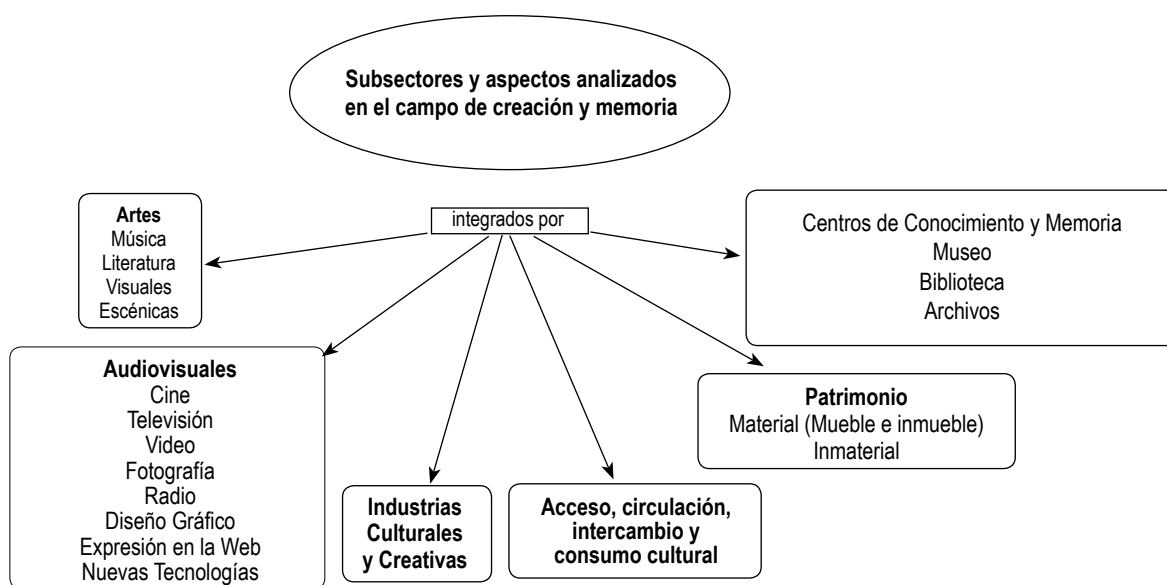 Subsectores y aspectos analizados
en el campo de creación y memoria
integrados por
Artes
Música
Literatura
Visuales
Escénicas
Centros de Conocimiento y Memoria
Museo
Biblioteca
Archivos
Audiovisuales
Cine
Televisión
Video
Fotografía
Radio
Diseño Gráfico
Expresión en la Web
Nuevas Tecnologías
Industrias
Culturales
y Creativas
Acceso, circulación,
intercambio y
consumo cultural
Patrimonio
Material (Mueble e inmueble)
Inmaterial